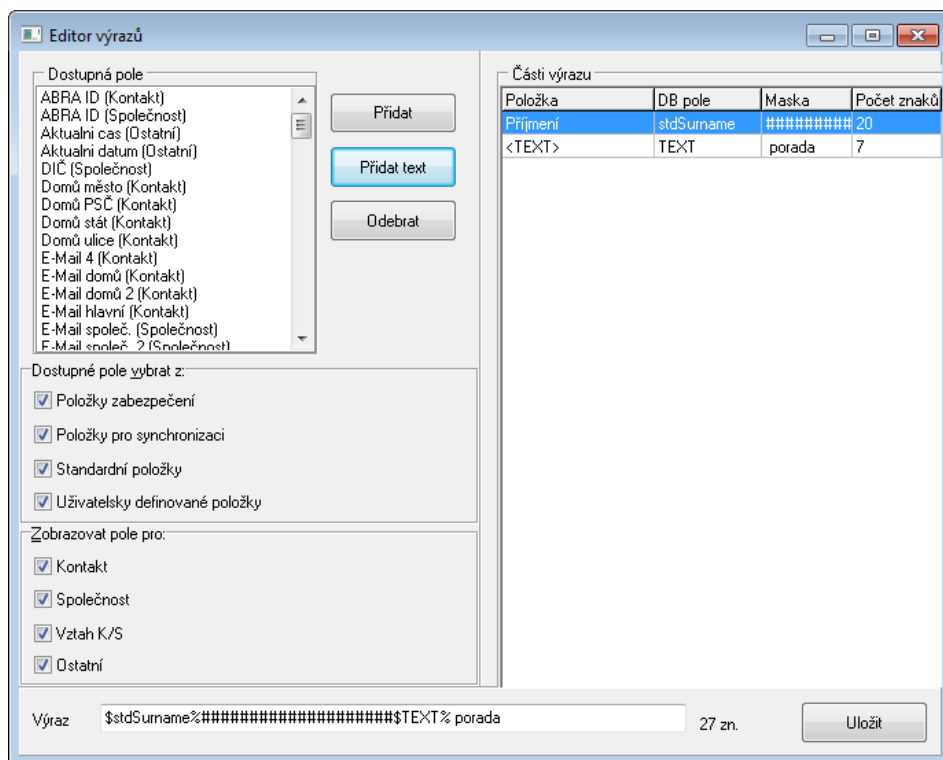 Editor výrazů
Dostupná pole
ABRA ID (Kontakt)
ABRA ID (Společnost)
Aktualni cas (Ostatní)
Aktualni datum (Ostatní)
DIČ (Společnost)
Domů město (Kontakt)
Domů PSČ (Kontakt)
Domů stát (Kontakt)
Domů ulice (Kontakt)
E-Mail 4 (Kontakt)
E-Mail domů (Kontakt)
E-Mail domů 2 (Kontakt)
E-Mail hlavní (Kontakt)
E-Mail společ. (Společnost)
E-Mail společ. 2 (Společnost)
Přidat
Přidat text
Odebrat
Dostupné pole vybrat z:
Položky zabezpečení
Položky pro synchronizaci
Standardní položky
Uživatelsky definované položky
Zobrazovat pole pro:
Kontakt
Společnost
Vztah K/S
Ostatní
Části výrazu
Položka DB pole Maska Počet znaků
Příjmení stdSurname ######### 20
<TEXT> TEXT porada 7
Výraz $stdSurname%####################$TEXT% porada 27 zn. Uložit